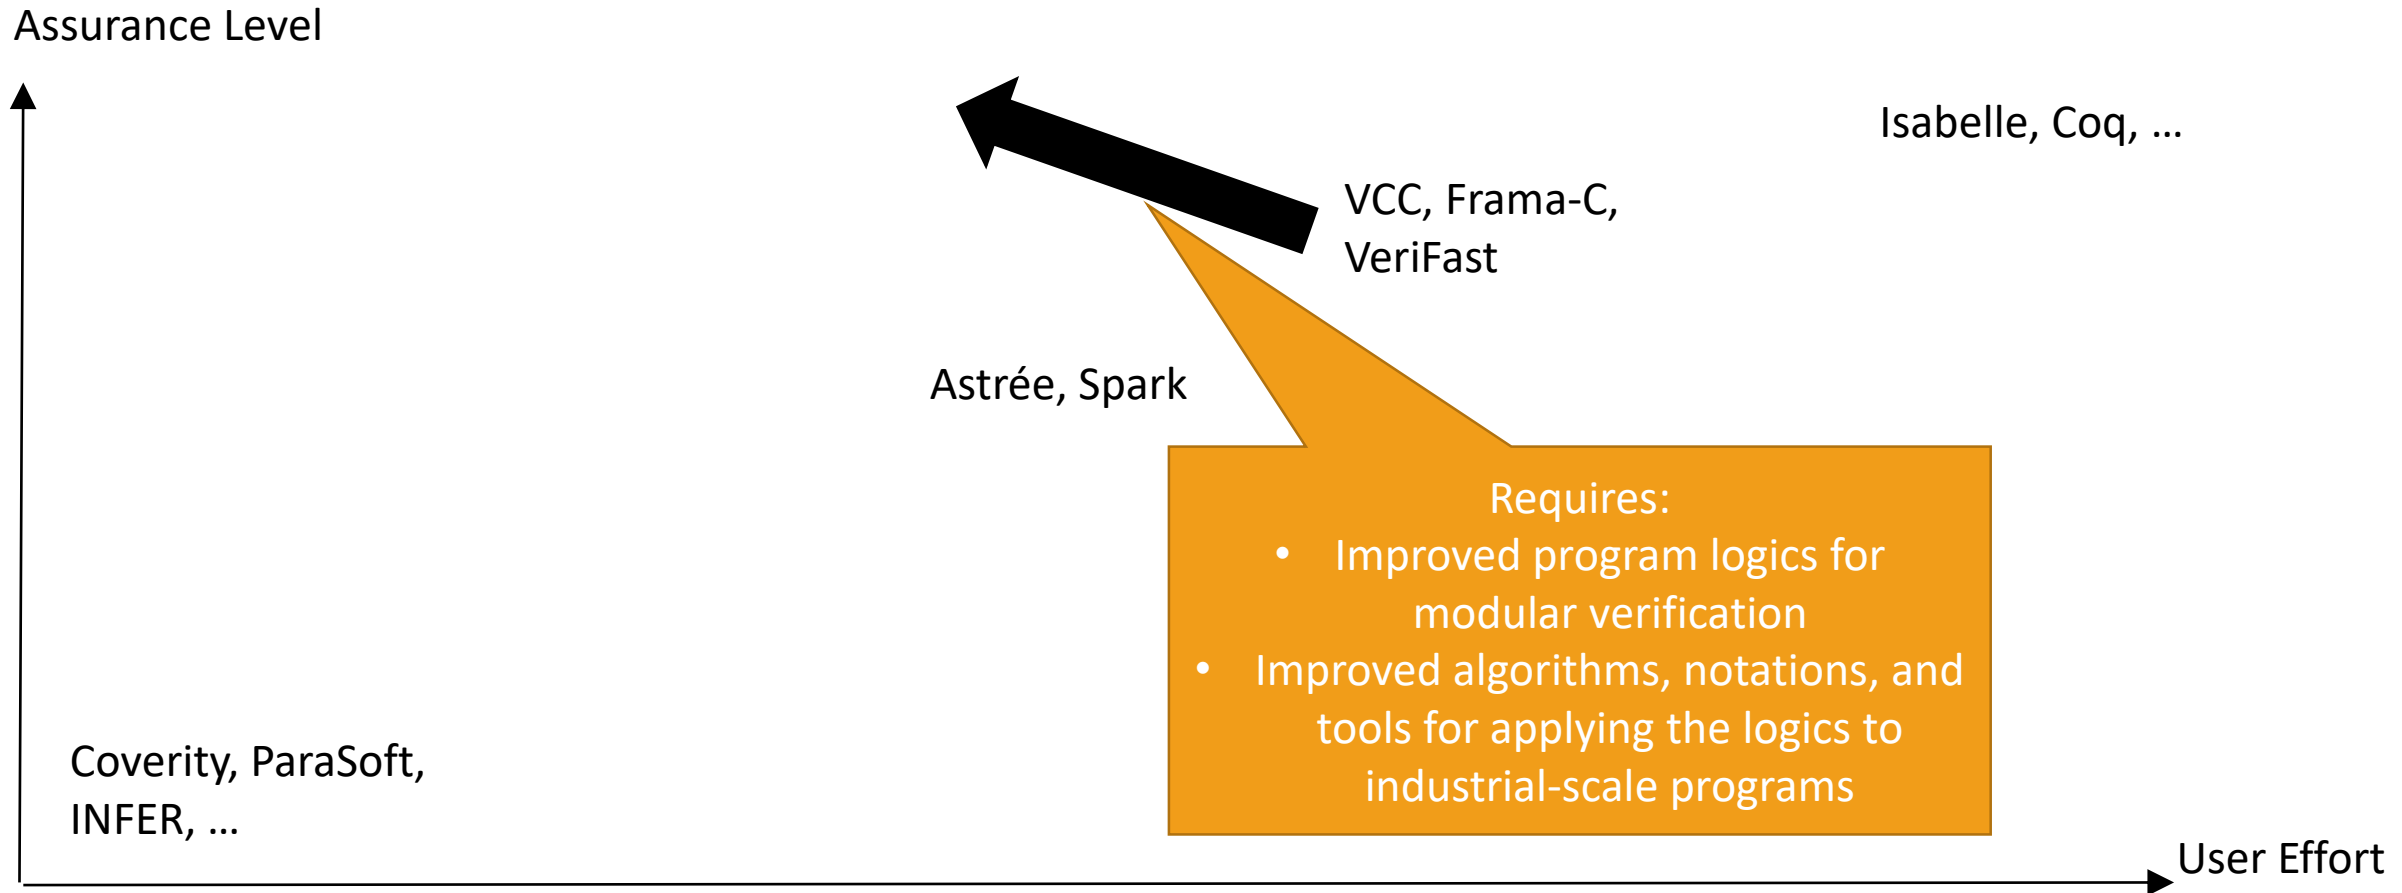 Assurance Level
Isabelle, Coq, ...
VCC, Frama-C,
VeriFast
Astrée, Spark
Requires:
• Improved program logics for
modular verification
• Improved algorithms, notations, and
tools for applying the logics to
industrial-scale programs
Coverity, ParaSoft,
INFER, ...
User Effort